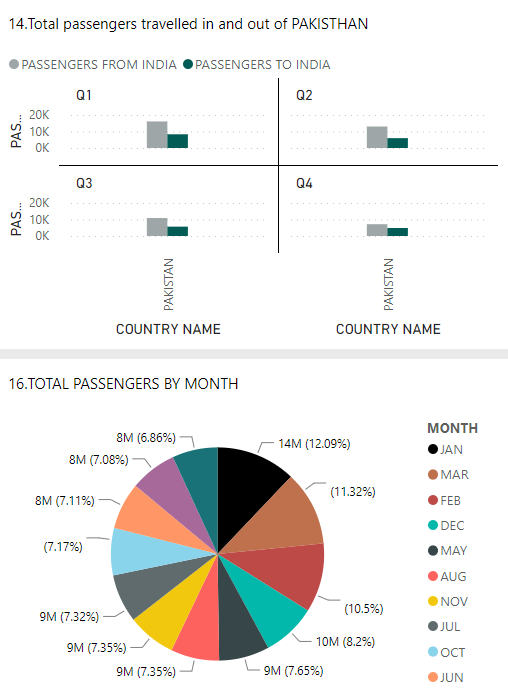 14.Total passengers travelled in and out of PAKISTHAN
PASSENGERS FROM INDIA PASSENGERS TO INDIA
Q1 Q2
20K
10K
0K
PAS...
Q3 Q4
20K
10K
0K
PAS...
PAKISTAN PAKISTAN
COUNTRY NAME COUNTRY NAME
16.TOTAL PASSENGERS BY MONTH
14M (12.09%)
(11.32%)
(10.5%)
10M (8.2%)
9M (7.65%)
9M (7.35%)
9M (7.35%)
9M (7.32%)
(7.17%)
8M (7.11%)
8M (7.08%)
8M (6.86%)
MONTH
JAN
MAR
FEB
DEC
MAY
AUG
NOV
JUL
OCT
JUN